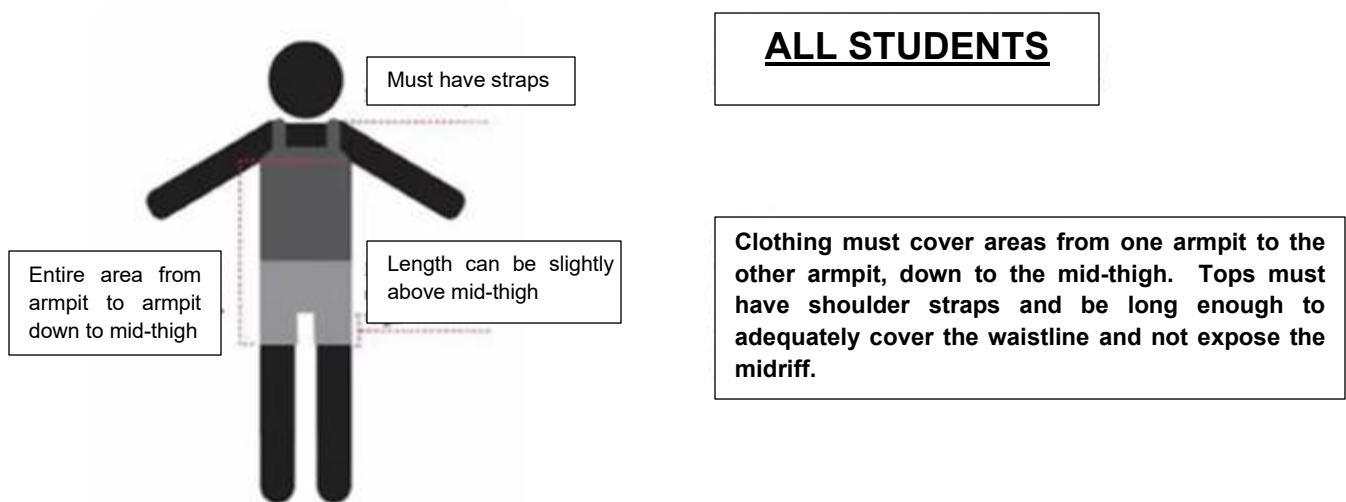 Must have straps
ALL STUDENTS
Entire area from
armpit to armpit
down to mid-thigh
Length can be slightly
above mid-thigh
Clothing must cover areas from one armpit to the
other armpit, down to the mid-thigh. Tops must
have shoulder straps and be long enough to
adequately cover the waistline and not expose the
midriff.